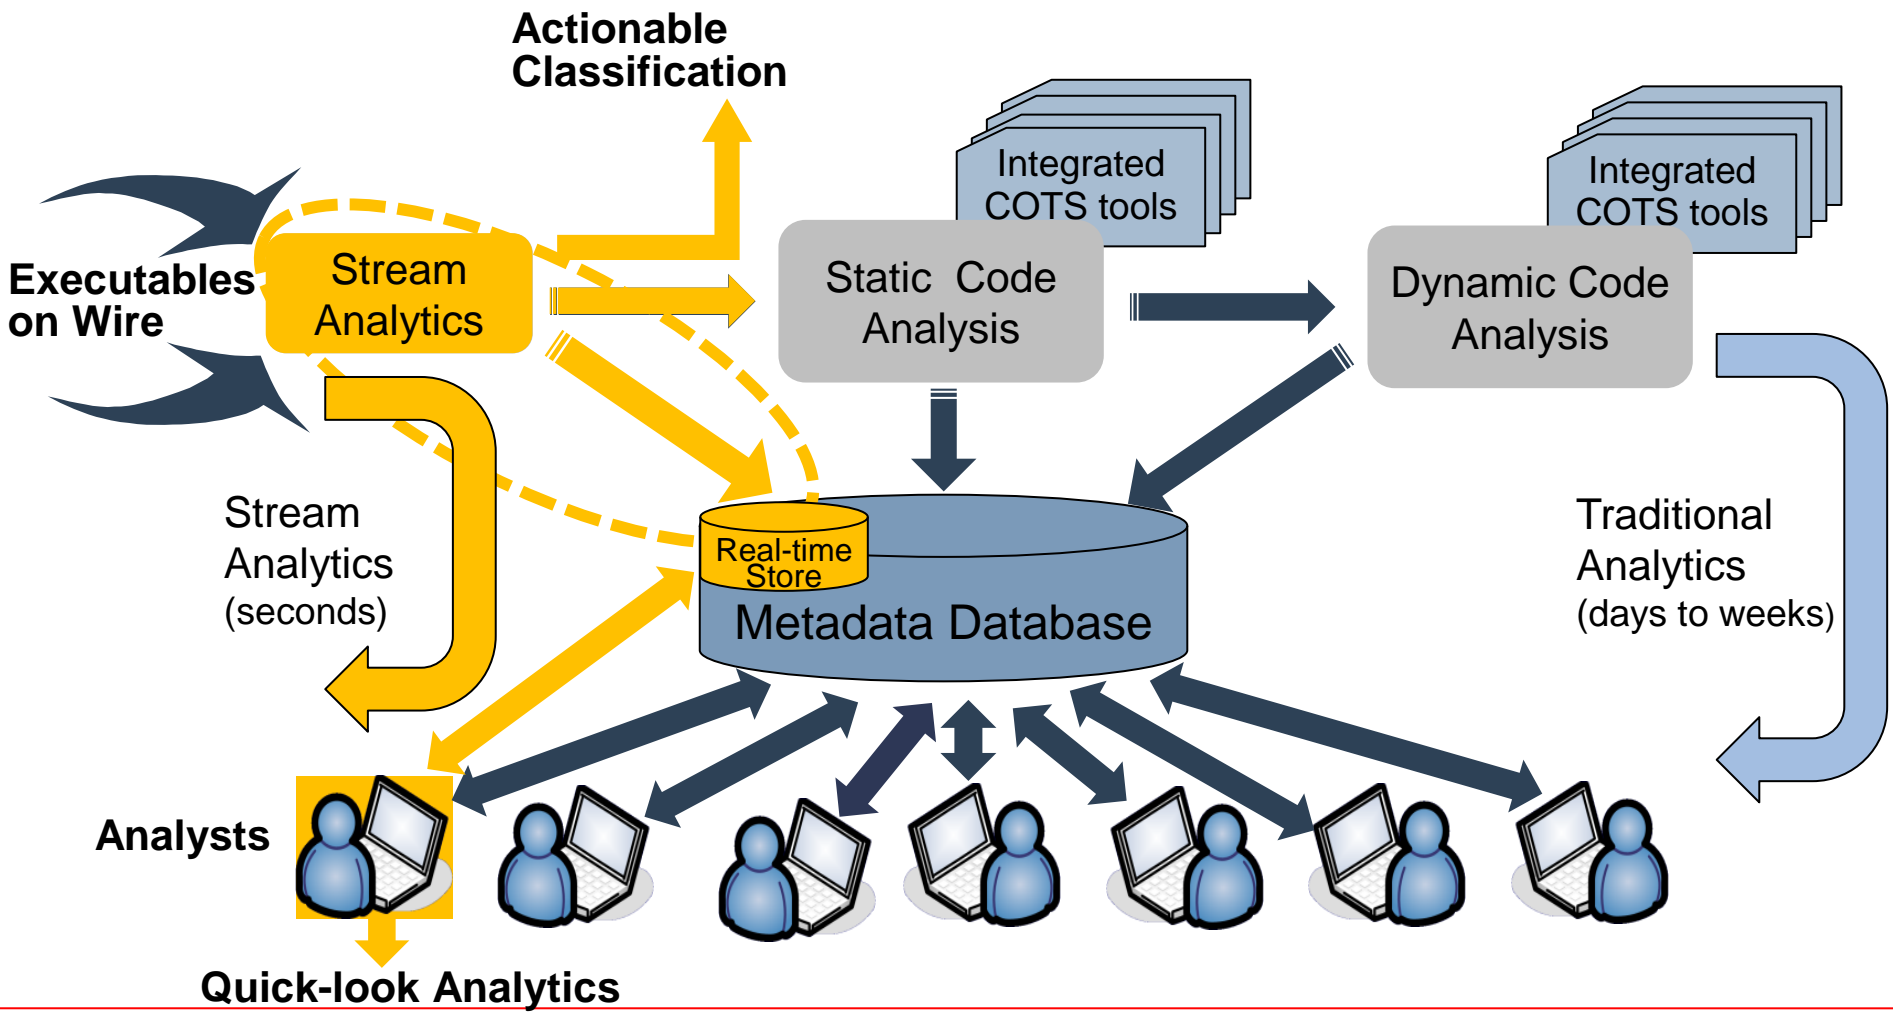 Actionable
Classification
Integrated
COTS tools
Integrated
COTS tools
Executables
on Wire
Stream
Analytics
Static Code
Analysis
Dynamic Code
Analysis
Stream
Analytics
(seconds)
Real-time
Store
Metadata Database
Traditional
Analytics
(days to weeks)
Analysts
Quick-look Analytics